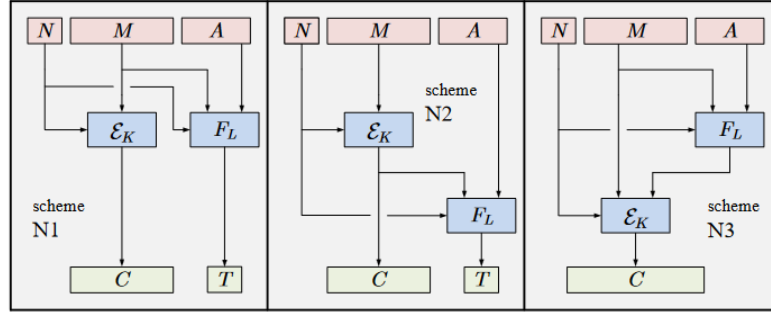 N M A
ℰ_K F_L
scheme
N1
C T
N M A
scheme
N2
ℰ_K
F_L
C T
N M A
F_L
ℰ_K
scheme
N3
C